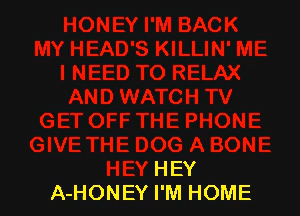 HONEY I'M BACK
MY HEAD'S KILLIN' ME
I NEED TO RELAX
AND WATCH TV
GET OFF THE PHONE
GIVE THE DOG A BONE
HEY HEY
A-HONEY I'M HOME